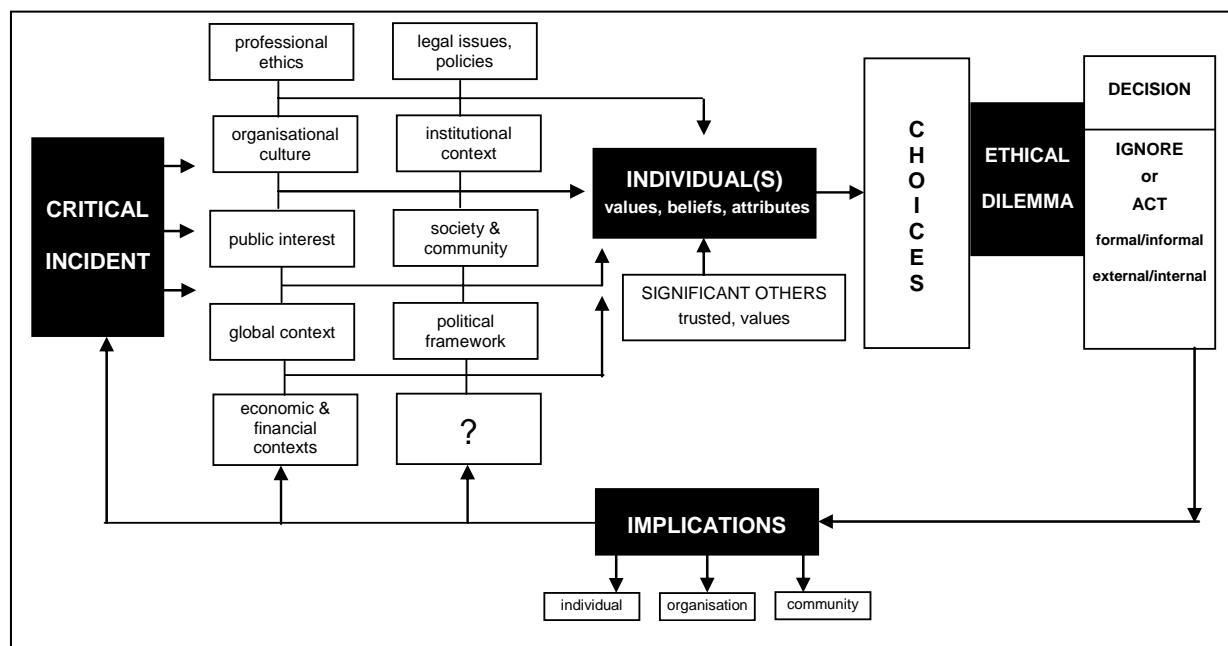 professional
ethics
legal issues,
policies
organisational
culture
institutional
context
CRITICAL
INCIDENT
public interest
society &
community
global context
political
framework
economic &
financial
contexts
?
INDIVIDUAL(S)
values, beliefs, attributes
SIGNIFICANT OTHERS
trusted, values
C
H
O
I
C
E
S
ETHICAL
DILEMMA
DECISION
IGNORE
or
ACT
formal/informal
external/internal
IMPLICATIONS
individual
organisation
community